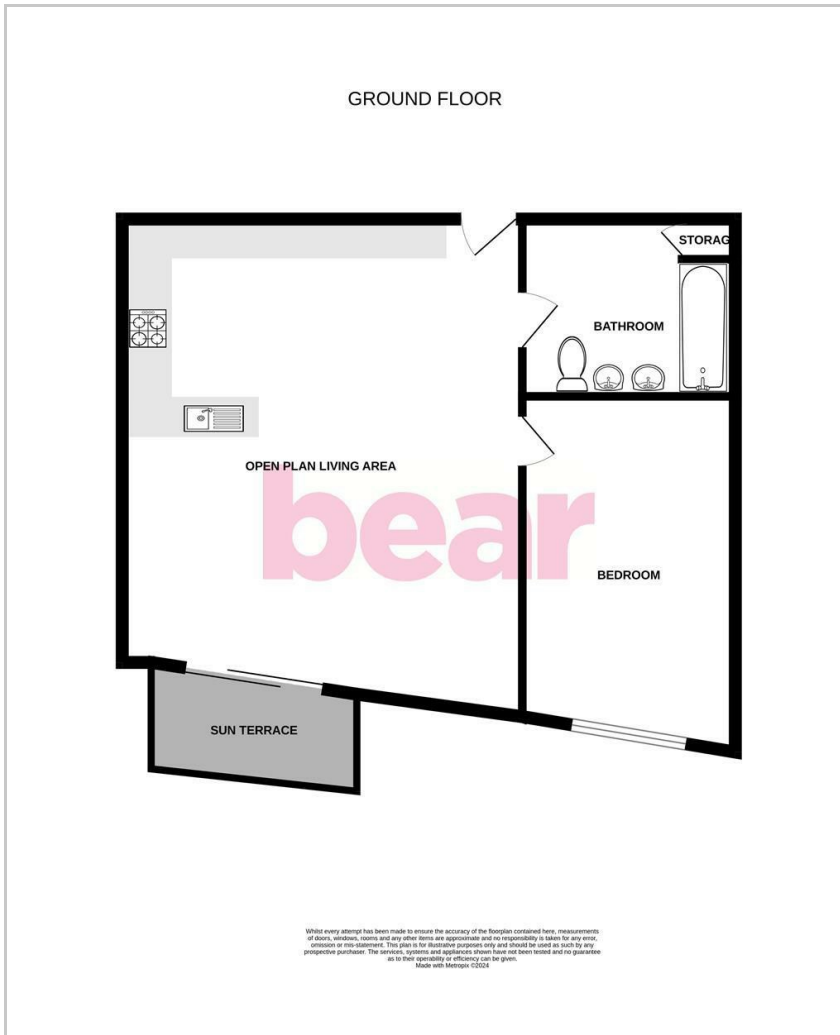 GROUND FLOOR
STORAG
BATHROOM
OPEN PLAN LIVING AREA
bear
BEDROOM
SUN TERRACE
Whilst every attempt has been made to ensure the accuracy of the floorplan contained here, measurements
of doors, windows, rooms and any other items are approximate and no responsibility is taken for any error,
omission or mis-statement. This plan is for illustrative purposes only and should be used as such by any
prospective purchaser. The services, systems and appliances shown have not been tested and no guarantee
as to their operability or efficiency can be given.
Made with Metropix ©2024